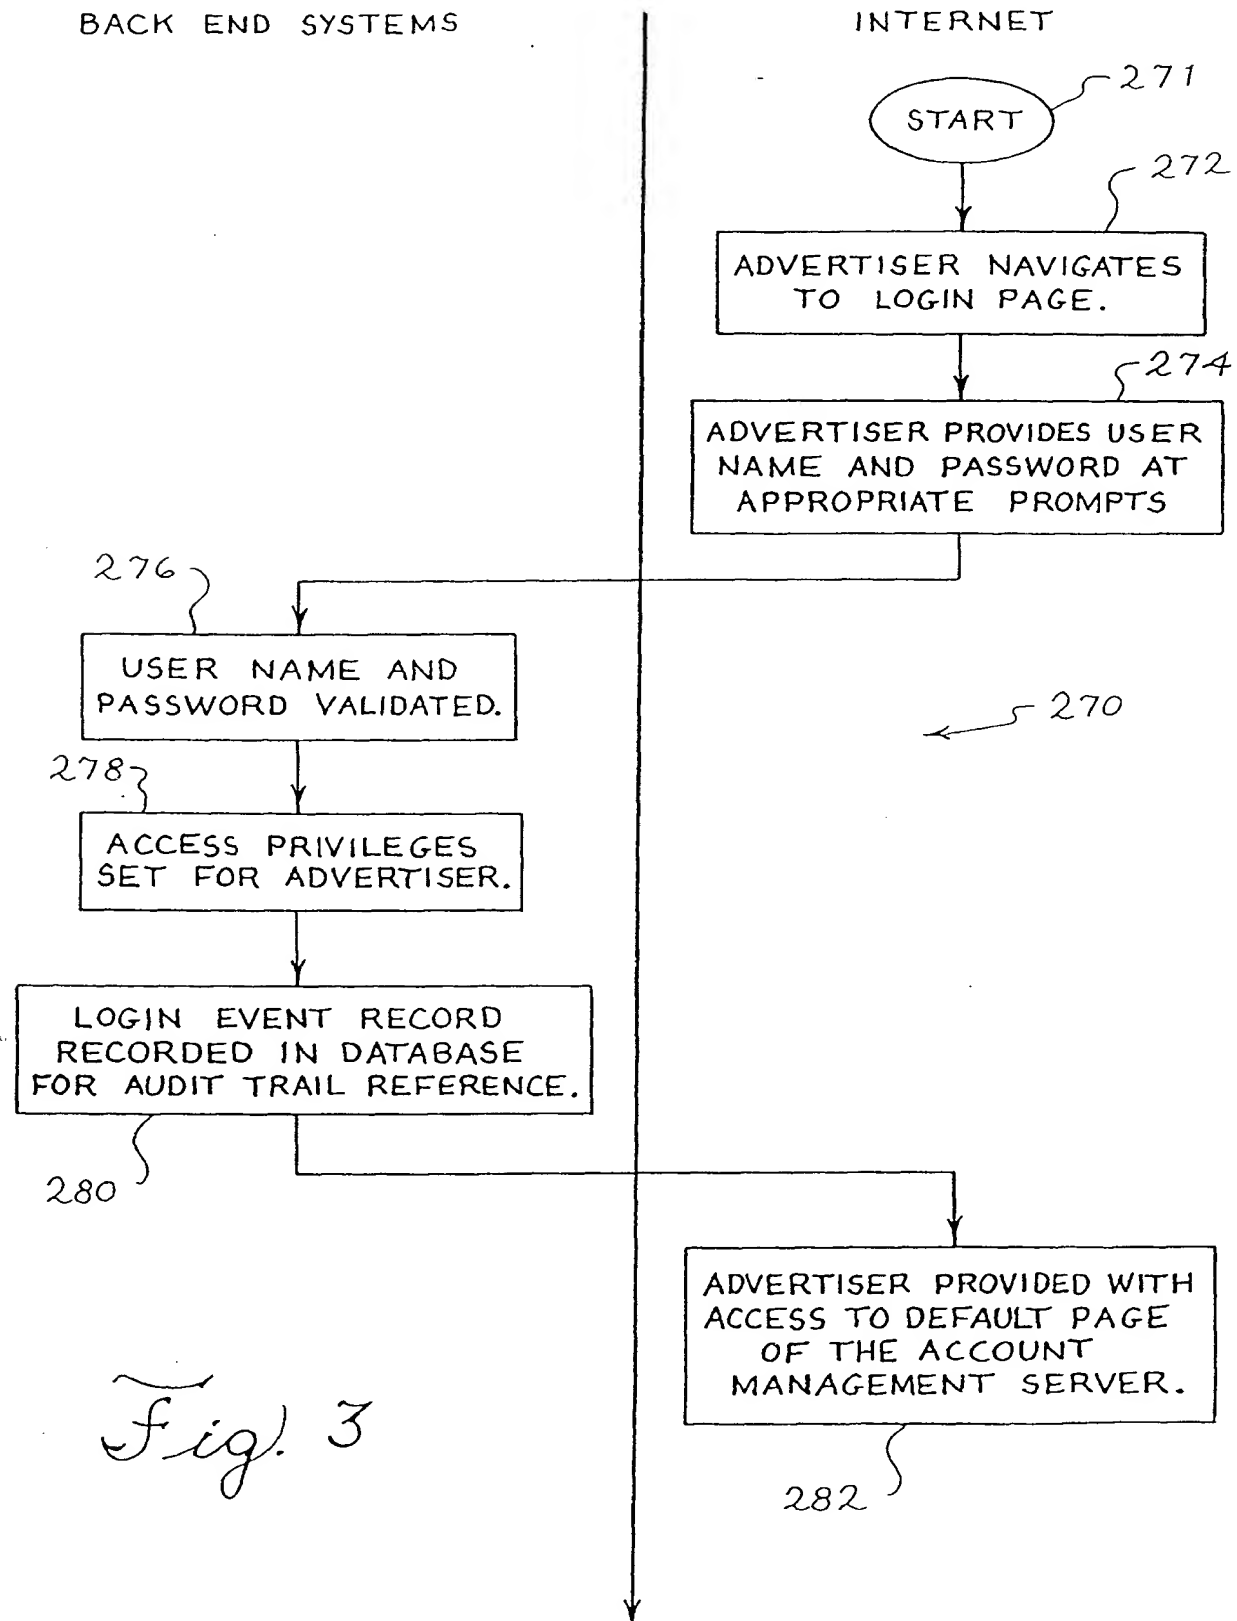 BACK END SYSTEMS
INTERNET
START
271
272
ADVERTISER NAVIGATES
TO LOGIN PAGE.
274
ADVERTISER PROVIDES USER
NAME AND PASSWORD AT
APPROPRIATE PROMPTS
276
USER NAME AND
PASSWORD VALIDATED.
270
278
ACCESS PRIVILEGES
SET FOR ADVERTISER.
LOGIN EVENT RECORD
RECORDED IN DATABASE
FOR AUDIT TRAIL REFERENCE.
280
ADVERTISER PROVIDED WITH
ACCESS TO DEFAULT PAGE
OF THE ACCOUNT
MANAGEMENT SERVER.
282
Fig. 3